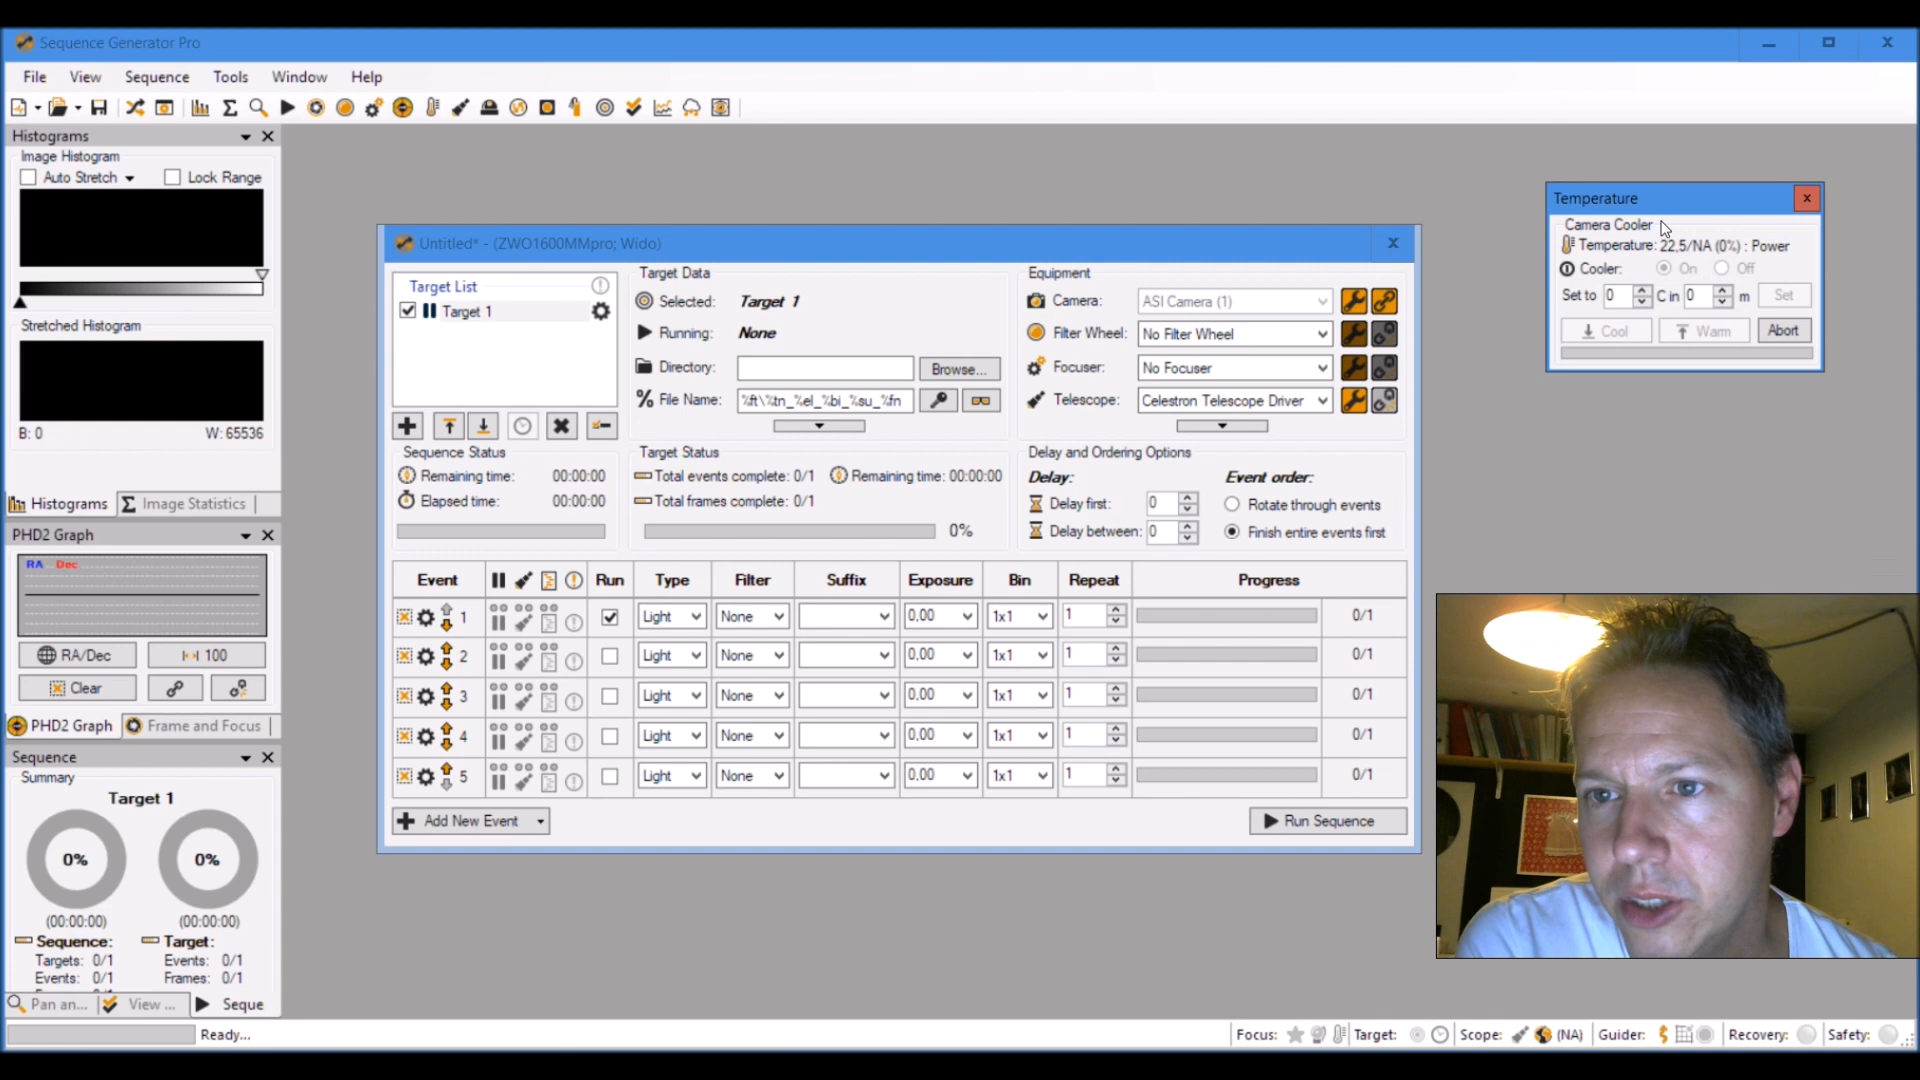 Sequence Generator Pro
File View Sequence Tools Window Help
Histograms
Image Histogram
Auto Stretch Lock Range
Stretched Histogram
B: 0 W: 65536
Histograms Image Statistics
PHD2 Graph
RA Dec
RA/Dec 100
Clear
PHD2 Graph Frame and Focus
Sequence
Summary
Target 1
0% 0%
(00:00:00) (00:00:00)
Sequence: Target:
Targets: 0/1 Events: 0/1
Events: 0/1 Frames: 0/1
Pan an... View ... Seque
Ready...
Untitled* - (ZWO1600MMpro; Wido)
Target List
Target 1
Target Data
Selected: Target 1
Running: None
Directory: Browse...
File Name: %ft\%tn_%el_%bi_%su_%fn
Equipment
Camera: ASI Camera (1)
Filter Wheel: No Filter Wheel
Focuser: No Focuser
Telescope: Celestron Telescope Driver
Sequence Status
Remaining time: 00:00:00
Elapsed time: 00:00:00
Target Status
Total events complete: 0/1 Remaining time: 00:00:00
Total frames complete: 0/1
0%
Delay and Ordering Options
Delay: Event order:
Delay first: 0 Rotate through events
Delay between: 0 Finish entire events first
Event Run Type Filter Suffix Exposure Bin Repeat Progress
1 Light None 0.00 1x1 1 0/1
2 Light None 0.00 1x1 1 0/1
3 Light None 0.00 1x1 1 0/1
4 Light None 0.00 1x1 1 0/1
5 Light None 0.00 1x1 1 0/1
Add New Event Run Sequence
Temperature
Camera Cooler
Temperature: 22,5/NA (0%) : Power
Cooler: On Off
Set to 0 C in 0 m Set
Cool Warm Abort
Focus: Target: Scope: (NA) Guider: Recovery: Safety: